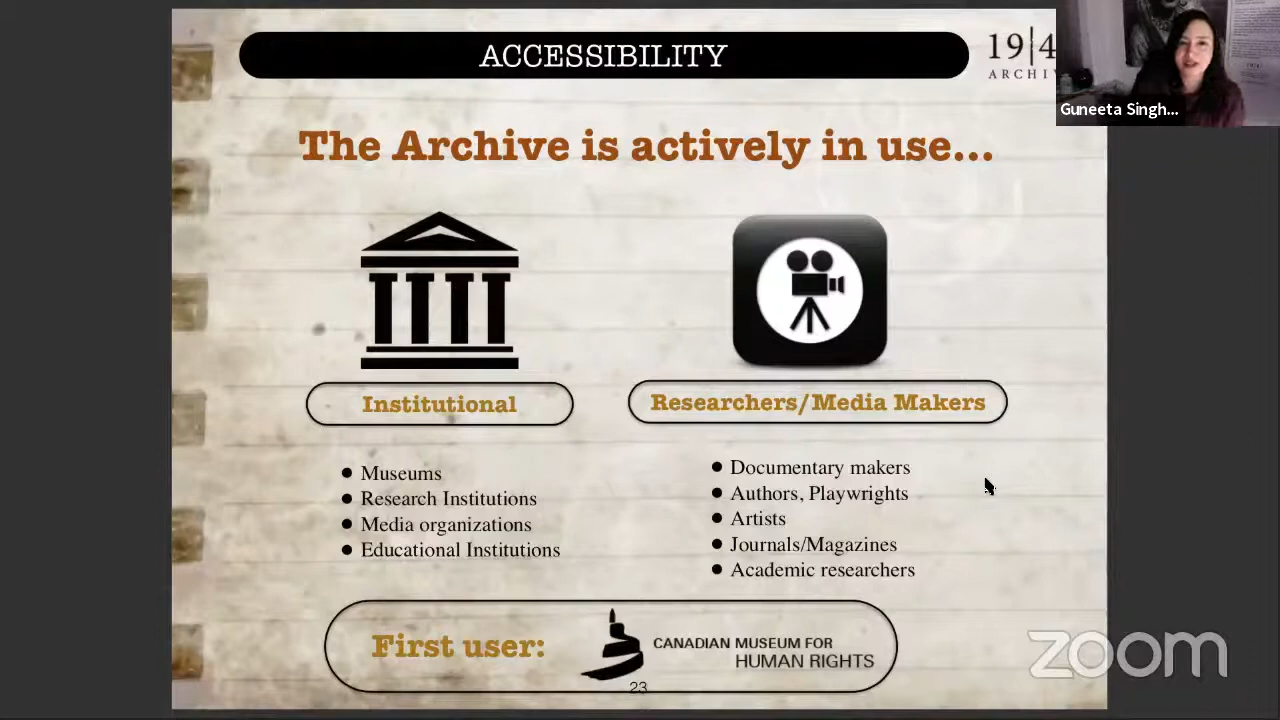 ACCESSIBILITY
19|4
ARCHIV
Guneeta Singh...
The Archive is actively in use...
Institutional
Museums
Research Institutions
Media organizations
Educational Institutions
Researchers/Media Makers
Documentary makers
Authors, Playwrights
Artists
Journals/Magazines
Academic researchers
First user:
CANADIAN MUSEUM FOR
HUMAN RIGHTS
23
zoom